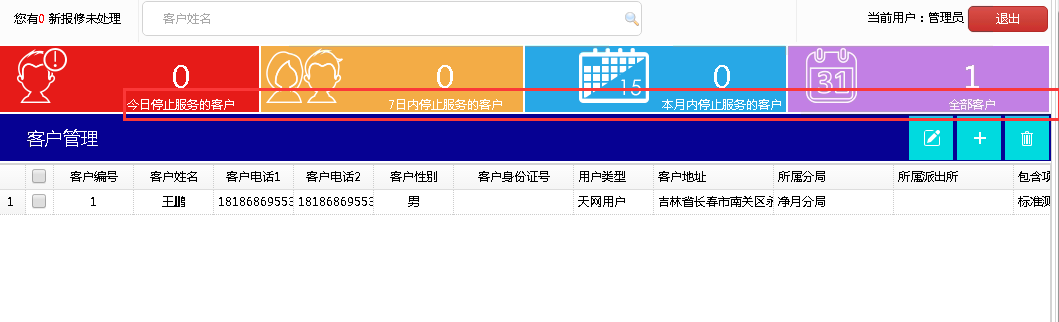 您有0 新报修未处理
客户姓名
当前用户：管理员
退出
0
今日停止服务的客户
0
7日内停止服务的客户
15
0
本月内停止服务的客户
31
1
全部客户
客户管理
客户编号 客户姓名 客户电话1 客户电话2 客户性别 客户身份证号 用户类型 客户地址 所属分局 所属派出所 包含项
1 1 王鹏 18186869553 18186869553 男 天网用户 吉林省长春市南关区永 净月分局 标准测